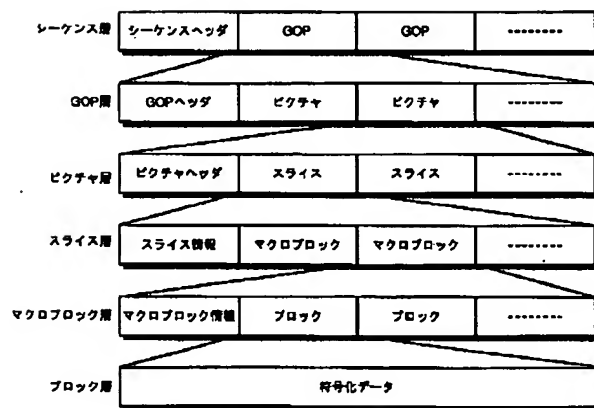 シーケンス層 シーケンスヘッダ GOP GOP --------
GOP層 GOPヘッダ ピクチャ ピクチャ --------
ピクチャ層 ピクチャヘッダ スライス スライス --------
スライス層 スライス情報 マクロブロック マクロブロック --------
マクロブロック層 マクロブロック情報 ブロック ブロック --------
ブロック層 符号化データ